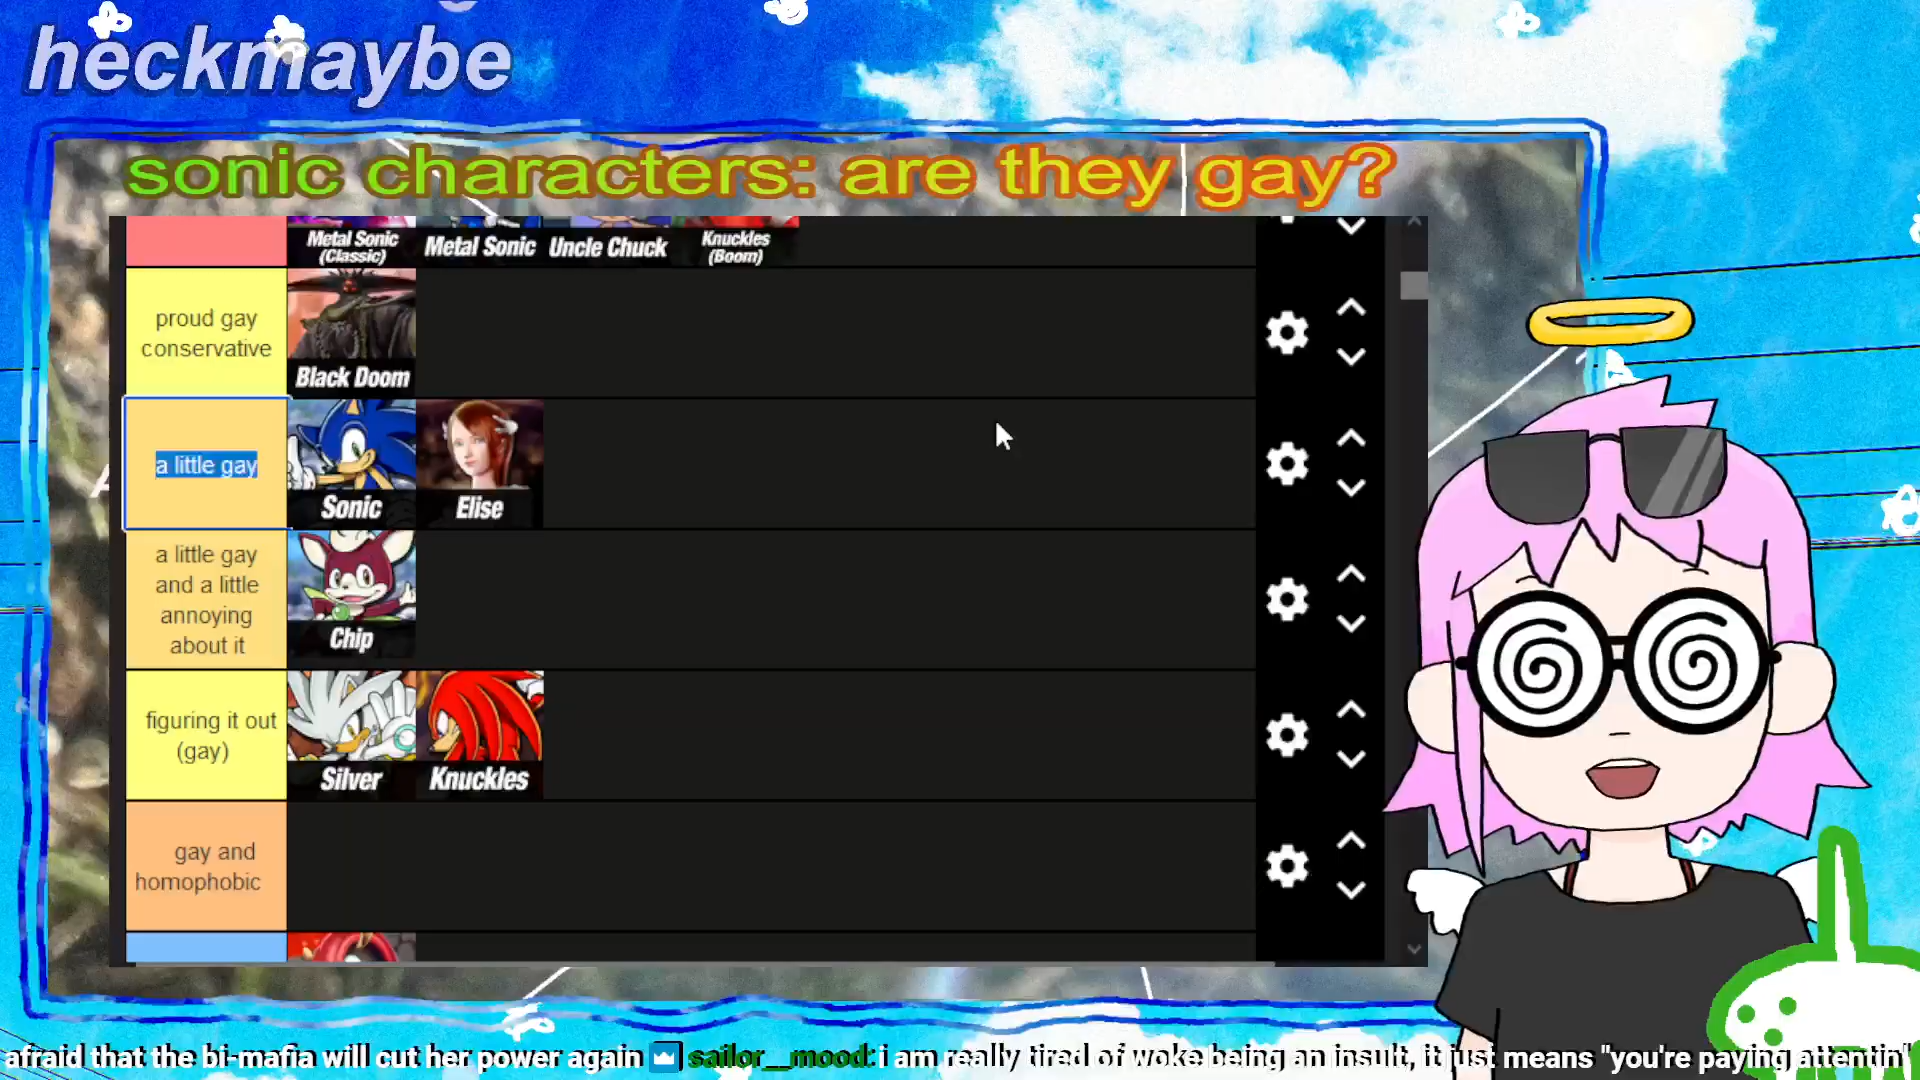 heckmaybe
sonic characters: are they gay?
Metal Sonic
(Classic)
Metal Sonic
Uncle Chuck
Knuckles
(Boom)
proud gay
conservative
Black Doom
a little gay
Sonic
Elise
a little gay
and a little
annoying
about it
Chip
figuring it out
(gay)
Silver
Knuckles
gay and
homophobic
afraid that the bi-mafia will cut her power again sailor__mood: i am really tired of woke being an insult, it just means "you're paying attentin"